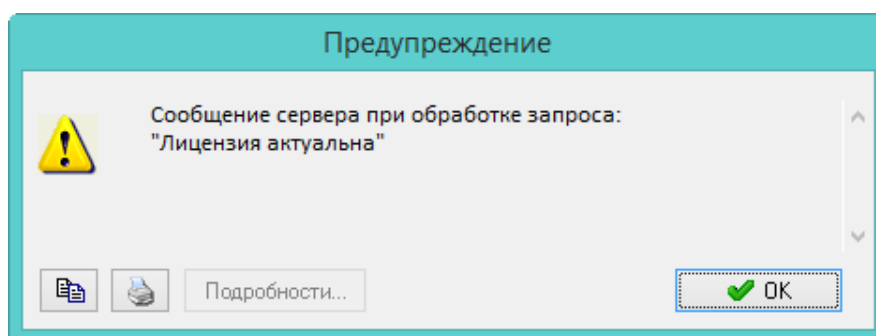 Предупреждение
Сообщение сервера при обработке запроса:
"Лицензия актуальна"
Подробности...
OK